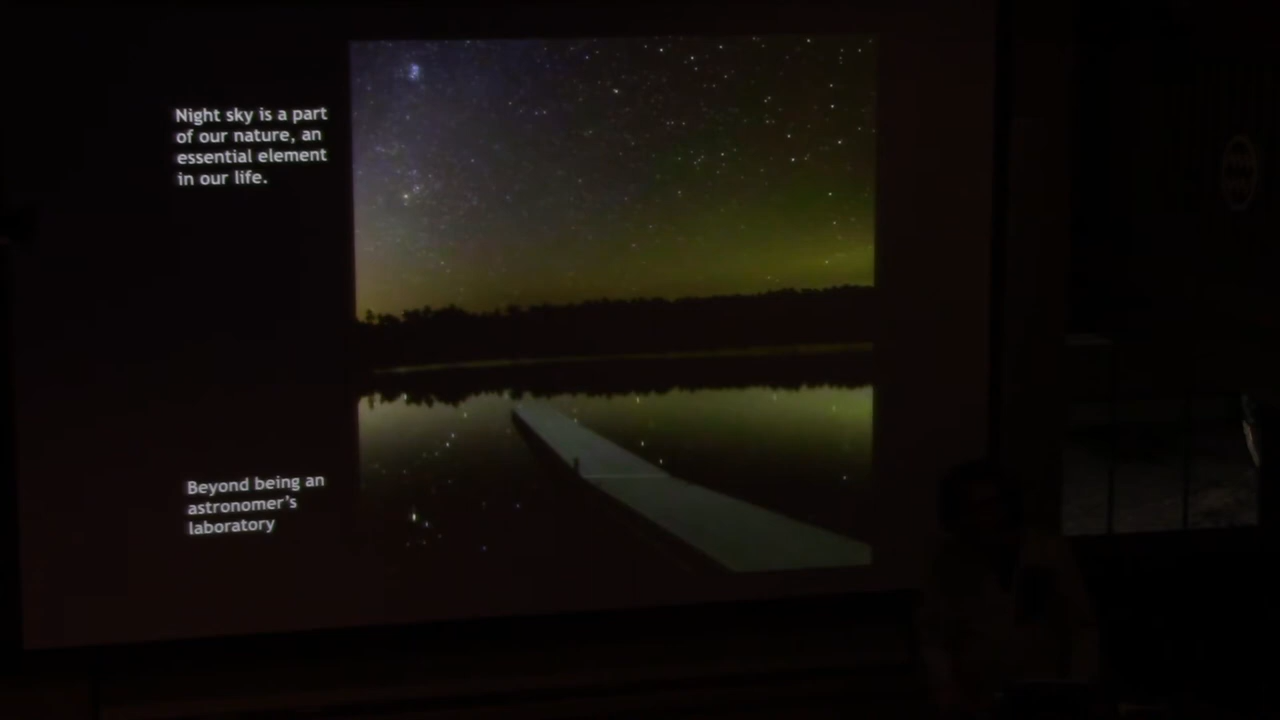 Night sky is a part
of our nature, an
essential element
in our life.
Beyond being an
astronomer's
laboratory